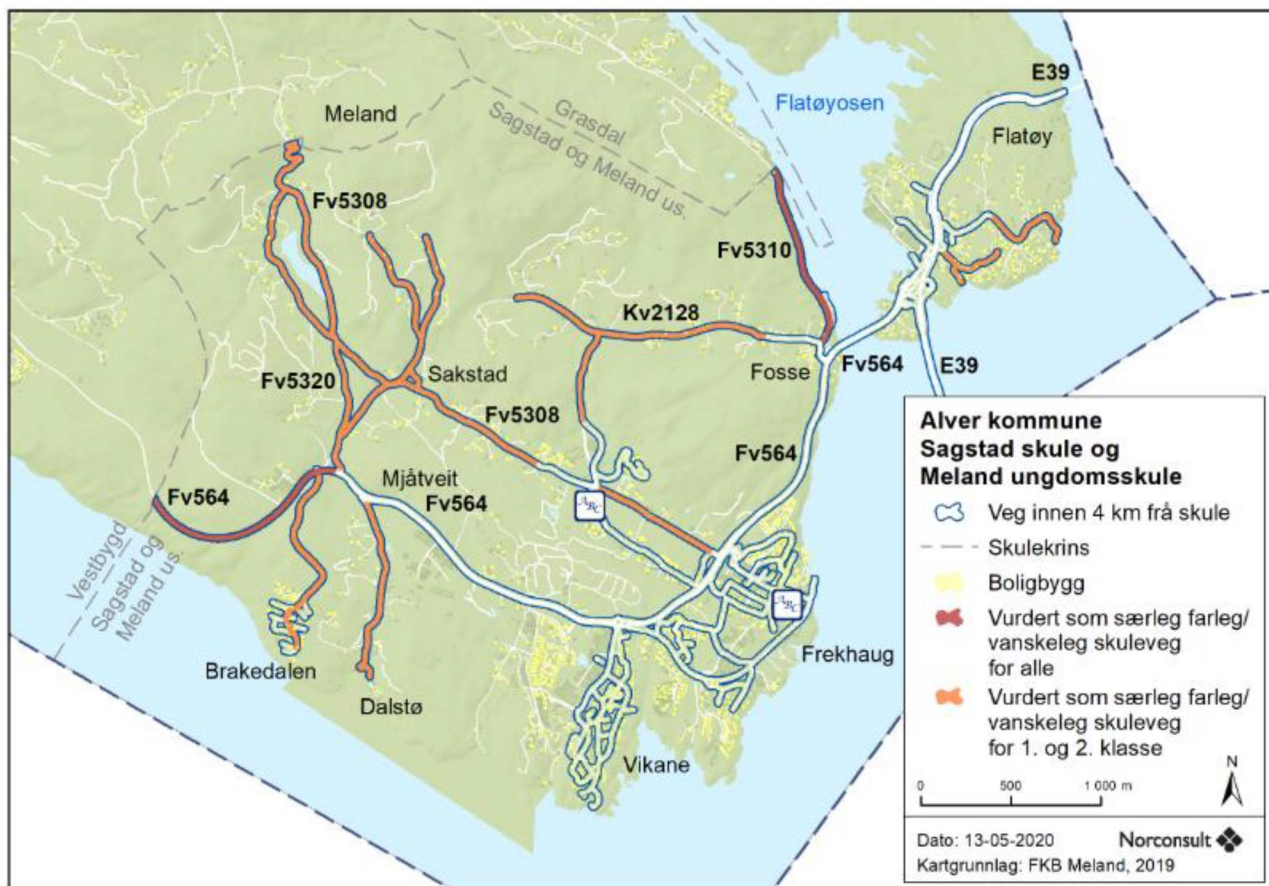 E39
Flatøyosen
Flatøy
Meland
Grasdal
Sagstad og Meland us.
Fv5308
Fv5310
Kv2128
Fosse
Fv564
E39
Sakstad
Fv5320
Fv5308
Fv564
Mjåtveit
Fv564
Fv564
Vestbygd
Sagstad og
Meland us.
ABC
ABC
Brakedalen
Dalstø
Frekhaug
Vikane
Alver kommune
Sagstad skule og
Meland ungdomsskule
Veg innen 4 km frå skule
Skulekrins
Boligbygg
Vurdert som særleg farleg/
vanskeleg skuleveg
for alle
Vurdert som særleg farleg/
vanskeleg skuleveg
for 1. og 2. klasse
N
0 500 1 000 m
Dato: 13-05-2020 Norconsult
Kartgrunnlag: FKB Meland, 2019